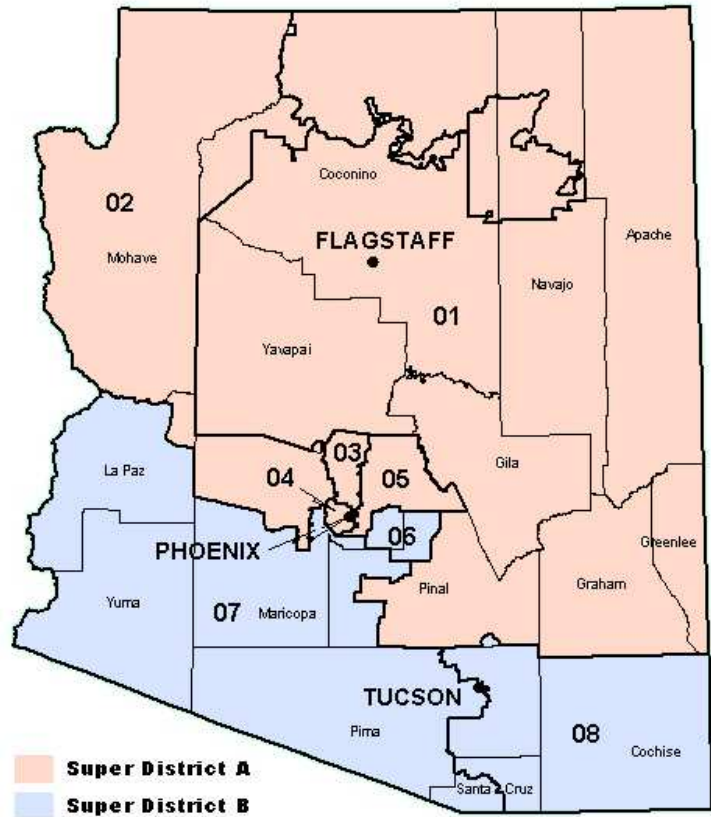 Coconino
02
FLAGSTAFF
Apache
Mohave
Navajo
01
Yavapai
03
La Paz
04
05
Gila
PHOENIX
06
Greenlee
Yuma
07
Maricopa
Pinal
Graham
TUCSON
Pima
08
Cochise
Super District A
Santa Cruz
Super District B